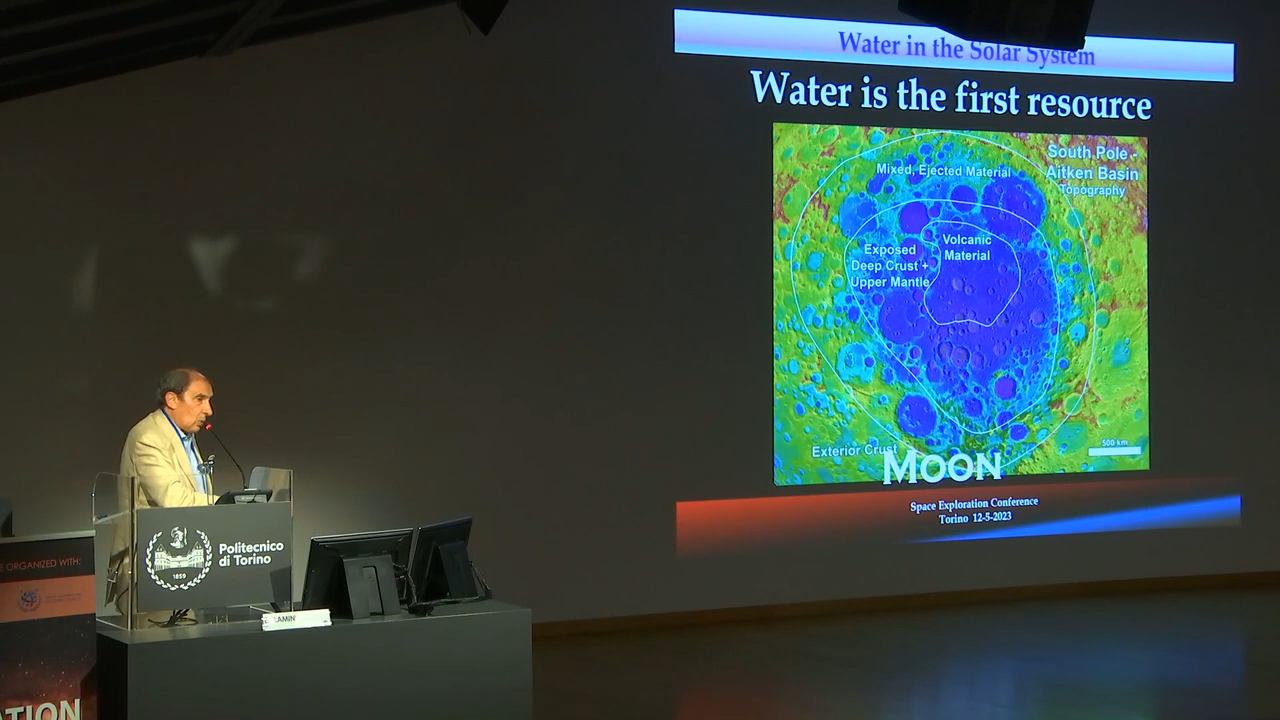 Water in the Solar System
Water is the first resource
South Pole -
Aitken Basin
Topography
Mixed, Ejected Material
Volcanic
Material
Exposed
Deep Crust +
Upper Mantle
500 km
Exterior Crust
MOON
Space Exploration Conference
Torino 12-5-2023
Politecnico
di Torino
1859
ORGANIZED WITH: